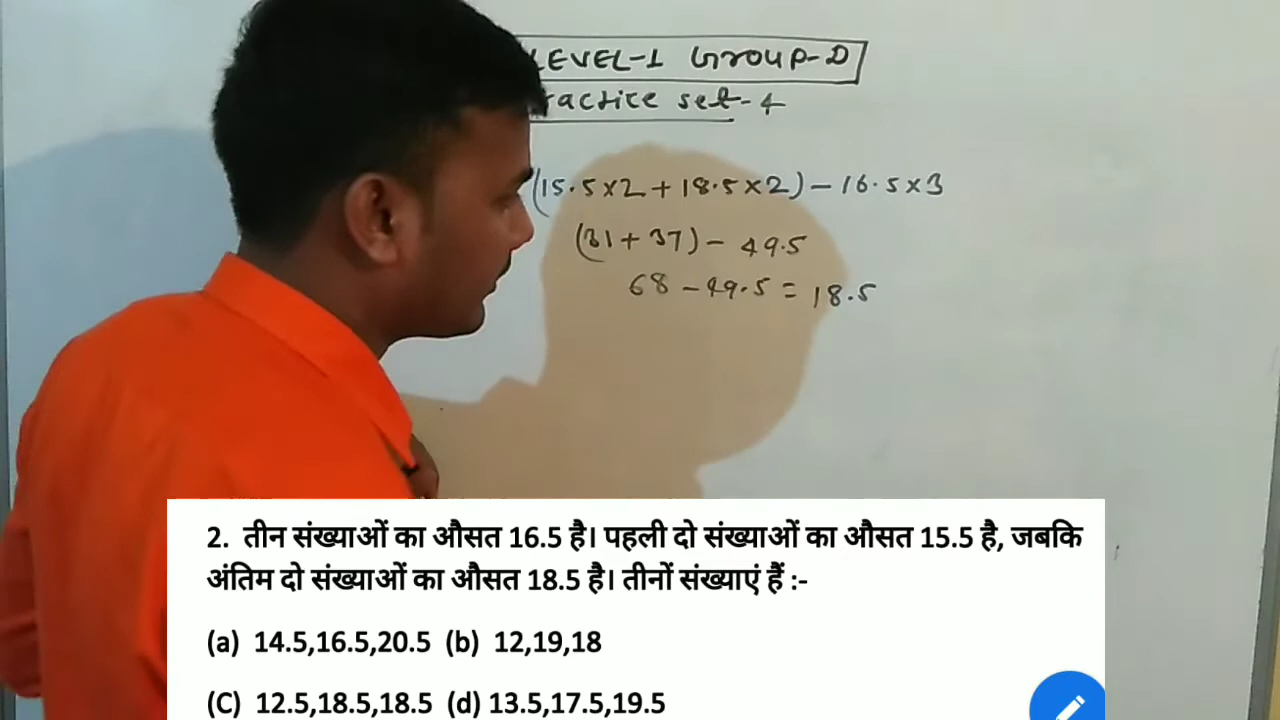 LEVEL-1 GROUP-D
ractice set-4
(15.5×2+18.5×2)-16.5×3
(31+37)-49.5
68-49.5=18.5
2. तीन संख्याओं का औसत 16.5 है। पहली दो संख्याओं का औसत 15.5 है, जबकि
अंतिम दो संख्याओं का औसत 18.5 है। तीनों संख्याएं हैं :-
(a) 14.5,16.5,20.5 (b) 12,19,18
(C) 12.5,18.5,18.5 (d) 13.5,17.5,19.5